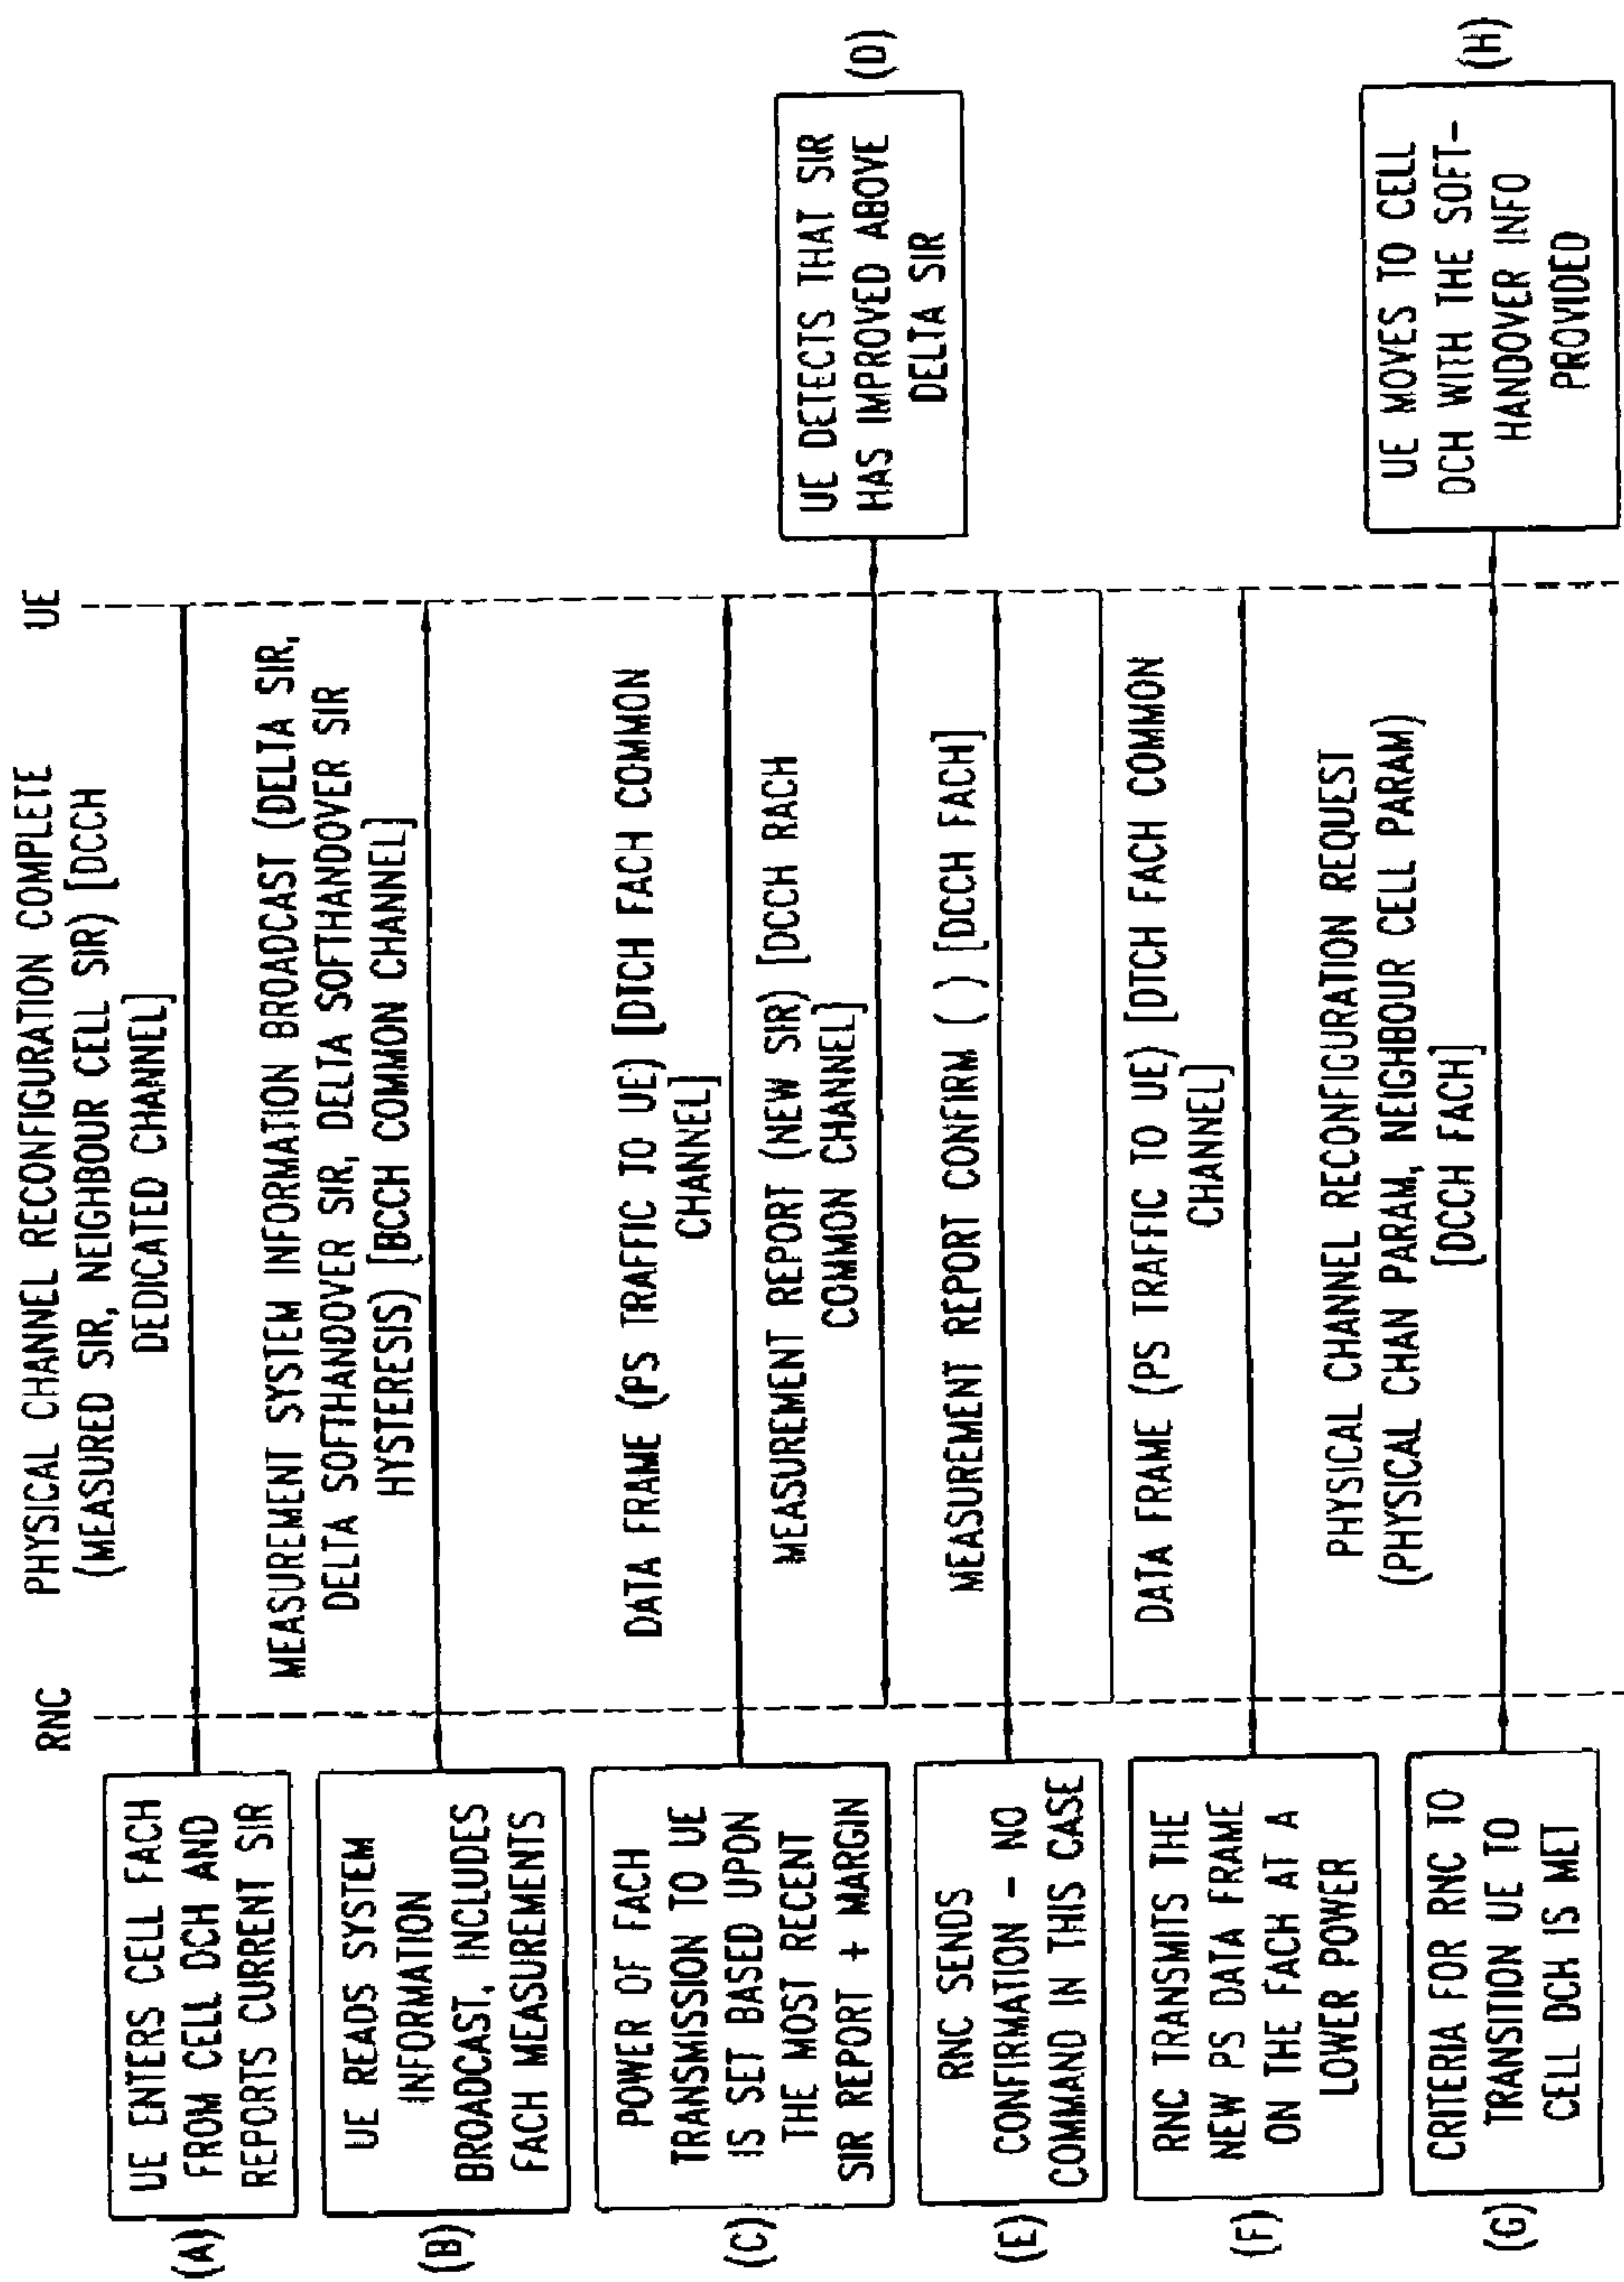 RNC
UE
PHYSICAL CHANNEL RECONFIGURATION COMPLETE
(MEASURED SIR, NEIGHBOUR CELL SIR) [DCCH
DEDICATED CHANNEL]
(A)
UE ENTERS CELL FACH
FROM CELL DCH AND
REPORTS CURRENT SIR
MEASUREMENT SYSTEM INFORMATION BROADCAST (DELTA SIR,
DELTA SOFTHANDOVER SIR, DELTA SOFTHANDOVER SIR
HYSTERESIS) [BCCH COMMON CHANNEL]
(B)
UE READS SYSTEM
INFORMATION
BROADCAST, INCLUDES
FACH MEASUREMENTS
DATA FRAME (PS TRAFFIC TO UE) [DTCH FACH COMMON
CHANNEL]
(C)
POWER OF FACH
TRANSMISSION TO UE
IS SET BASED UPON
THE MOST RECENT
SIR REPORT + MARGIN
MEASUREMENT REPORT (NEW SIR) [DCCH RACH
COMMON CHANNEL]
UE DETECTS THAT SIR
HAS IMPROVED ABOVE
DELTA SIR
(D)
MEASUREMENT REPORT CONFIRM ( ) [DCCH FACH]
(E)
RNC SENDS
CONFIRMATION - NO
COMMAND IN THIS CASE
DATA FRAME (PS TRAFFIC TO UE) [DTCH FACH COMMON
CHANNEL]
(F)
RNC TRANSMITS THE
NEW PS DATA FRAME
ON THE FACH AT A
LOWER POWER
PHYSICAL CHANNEL RECONFIGURATION REQUEST
(PHYSICAL CHAN PARAM, NEIGHBOUR CELL PARAM)
[DCCH FACH]
(G)
CRITERIA FOR RNC TO
TRANSITION UE TO
CELL DCH IS MET
UE MOVES TO CELL
DCH WITH THE SOFT-
HANDOVER INFO
PROVIDED
(H)